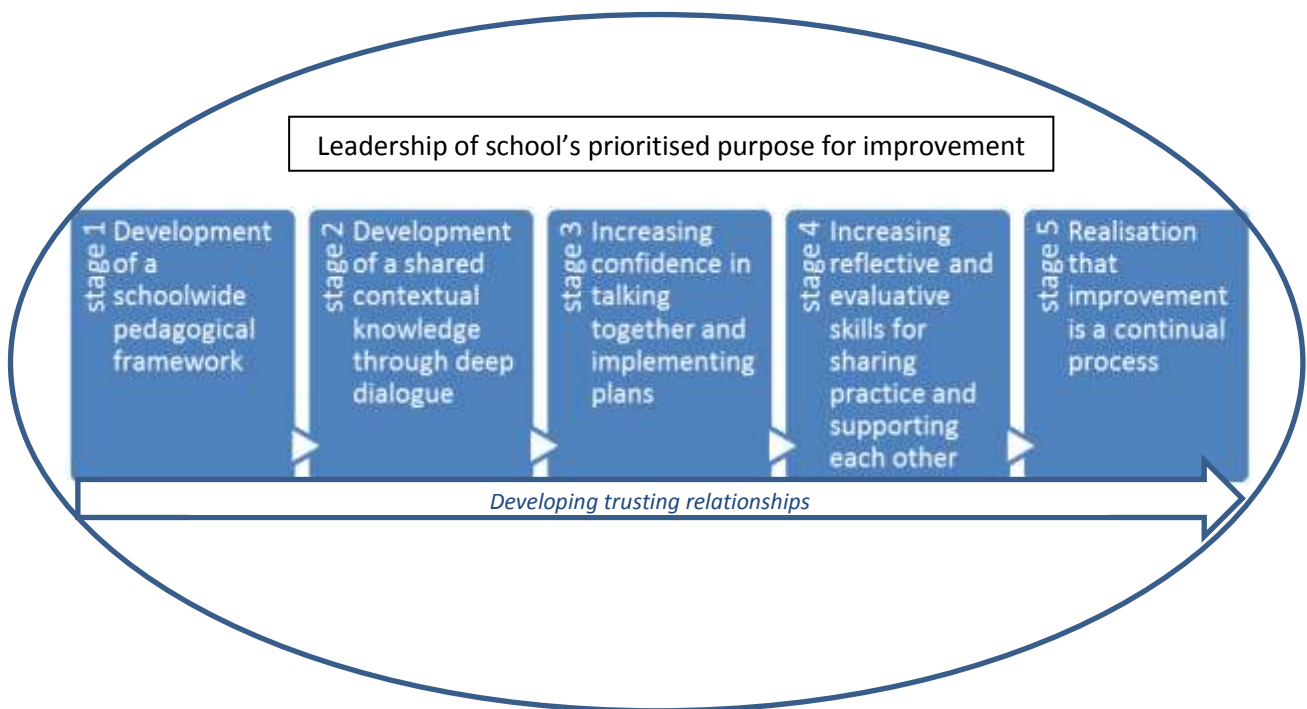 Leadership of school’s prioritised purpose for improvement
stage 1
Development
of a
schoolwide
pedagogical
framework
stage 2
Development
of a shared
contextual
knowledge
through deep
dialogue
stage 3
Increasing
confidence in
talking
together and
implementing
plans
stage 4
Increasing
reflective and
evaluative
skills for
sharing
practice and
supporting
each other
stage 5
Realisation
that
improvement
is a continual
process
Developing trusting relationships